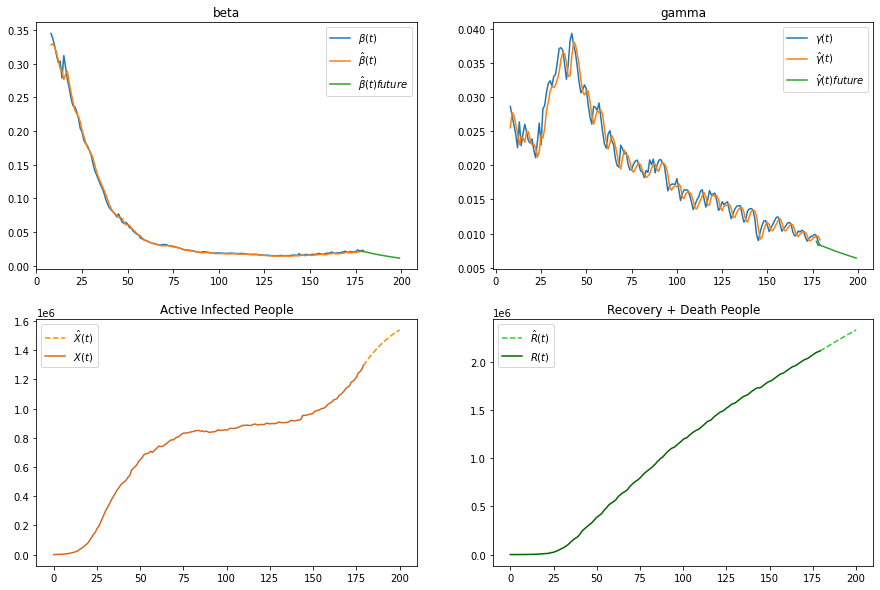 beta
0.35
0.30
0.25
0.20
0.15
0.10
0.05
0.00
0 25 50 75 100 125 150 175 200
β(t)
β̂(t)
β̂(t)future
gamma
0.040
0.035
0.030
0.025
0.020
0.015
0.010
0.005
0 25 50 75 100 125 150 175 200
γ(t)
γ̂(t)
γ̂(t)future
Active Infected People
1e6
1.6
1.4
1.2
1.0
0.8
0.6
0.4
0.2
0.0
0 25 50 75 100 125 150 175 200
X̂(t)
X(t)
Recovery + Death People
1e6
2.0
1.5
1.0
0.5
0.0
0 25 50 75 100 125 150 175 200
R̂(t)
R(t)